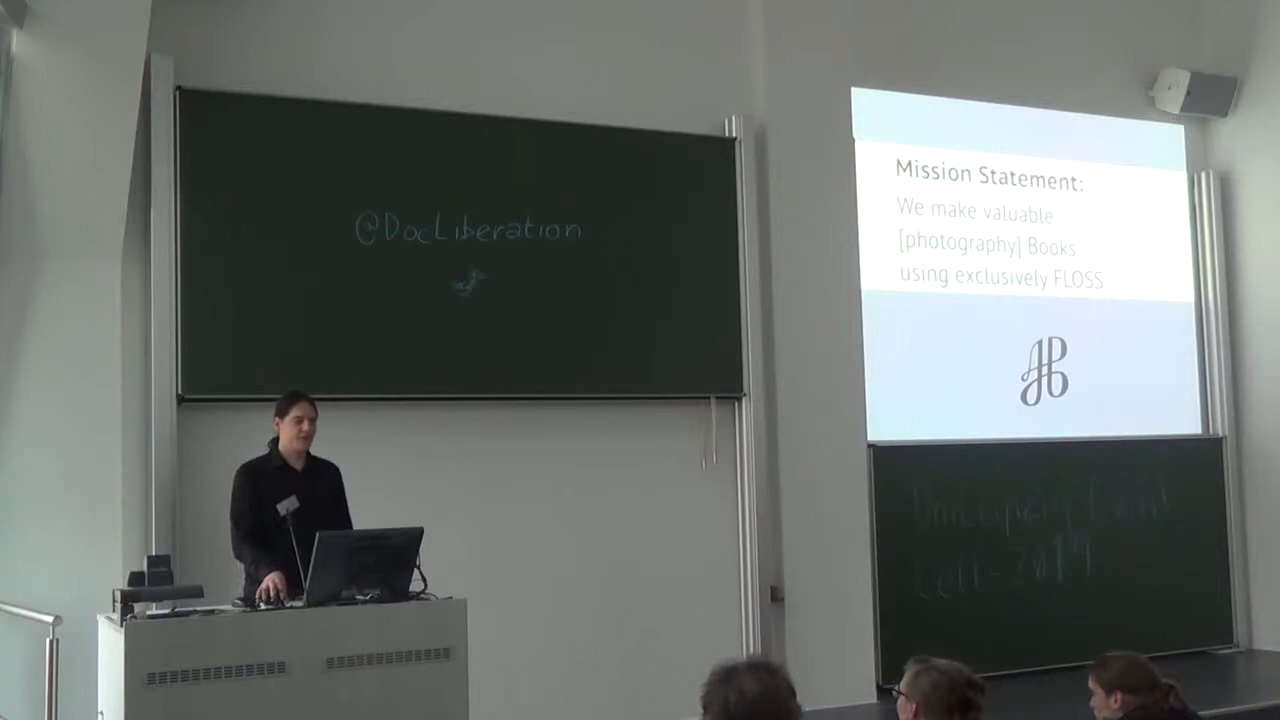 @DocLiberation
Mission Statement:
We make valuable
[photography] Books
using exclusively FLOSS